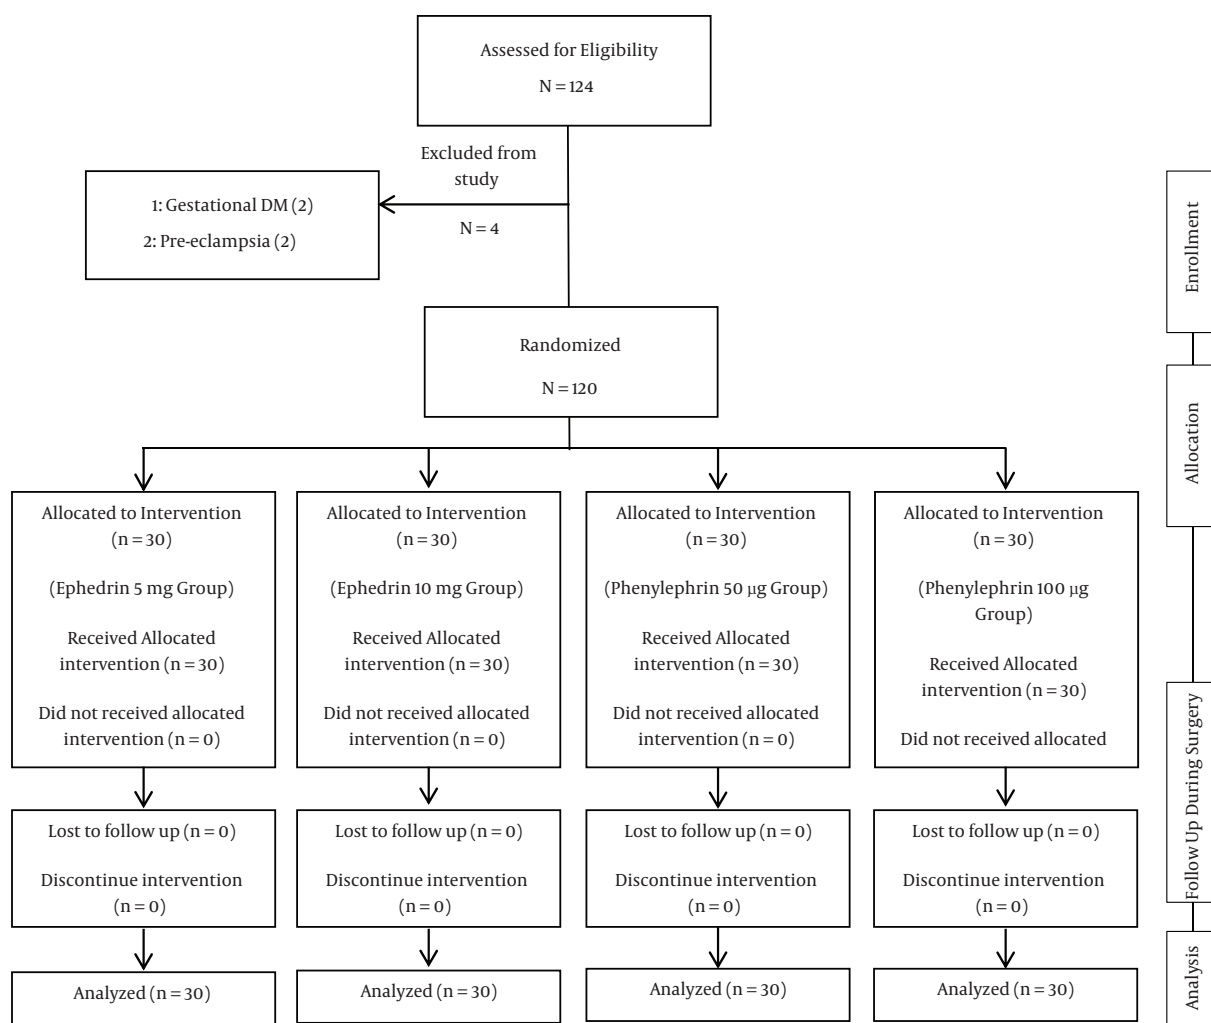 Assessed for Eligibility
N = 124
Excluded from
study
N = 4
1: Gestational DM (2)
2: Pre-eclampsia (2)
Randomized
N = 120
Allocated to Intervention
(n = 30)
(Ephedrin 5 mg Group)
Received Allocated
intervention (n = 30)
Did not received allocated
intervention (n = 0)
Allocated to Intervention
(n = 30)
(Ephedrin 10 mg Group)
Received Allocated
intervention (n = 30)
Did not received allocated
intervention (n = 0)
Allocated to Intervention
(n = 30)
(Phenylephrin 50 μg Group)
Received Allocated
intervention (n = 30)
Did not received allocated
intervention (n = 0)
Allocated to Intervention
(n = 30)
(Phenylephrin 100 μg
Group)
Received Allocated
intervention (n = 30)
Did not received allocated
Lost to follow up (n = 0)
Discontinue intervention
(n = 0)
Lost to follow up (n = 0)
Discontinue intervention
(n = 0)
Lost to follow up (n = 0)
Discontinue intervention
(n = 0)
Lost to follow up (n = 0)
Discontinue intervention
(n = 0)
Analyzed (n = 30)
Analyzed (n = 30)
Analyzed (n = 30)
Analyzed (n = 30)
Enrollment
Allocation
Follow Up During Surgery
Analysis